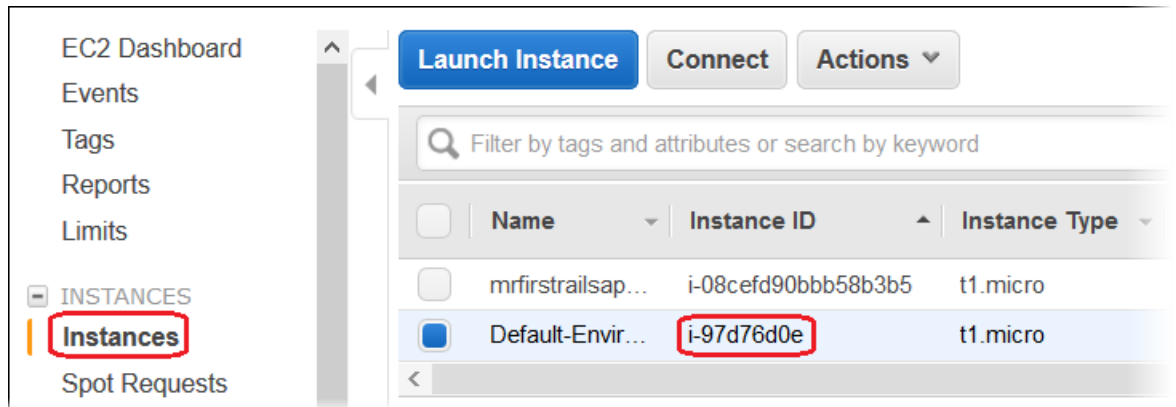 EC2 Dashboard
Events
Tags
Reports
Limits
INSTANCES
Instances
Spot Requests
Launch Instance Connect Actions
Filter by tags and attributes or search by keyword
Name Instance ID Instance Type
mrfirstrailsap... i-08cefd90bbb58b3b5 t1.micro
Default-Envir... i-97d76d0e t1.micro